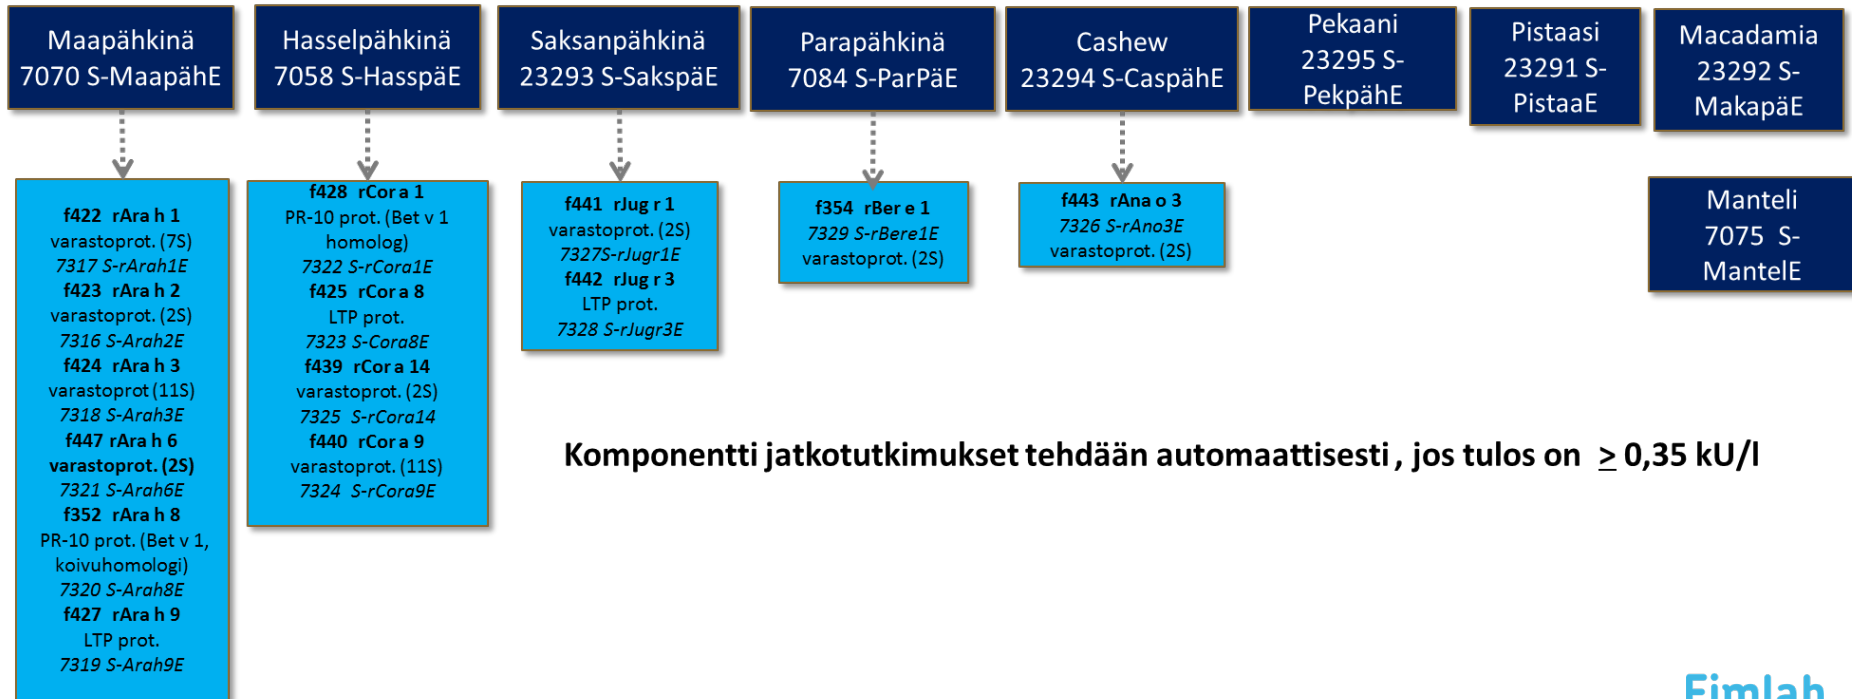 Maapähkinä
7070 S-MaapähE
Hasselpähkinä
7058 S-HasspäE
Saksanpähkinä
23293 S-SakspäE
Parapähkinä
7084 S-ParPäE
Cashew
23294 S-CaspähE
Pekaani
23295 S-
PekpähE
Pistaasi
23291 S-
PistaaE
Macadamia
23292 S-
MakapäE
Manteli
7075 S-
MantelE
f422 rAra h 1
varastoprot. (7S)
7317 S-rArah1E
f423 rAra h 2
varastoprot. (2S)
7316 S-Arah2E
f424 rAra h 3
varastoprot (11S)
7318 S-Arah3E
f447 rAra h 6
varastoprot. (2S)
7321 S-Arah6E
f352 rAra h 8
PR-10 prot. (Bet v 1,
koivuhomologi)
7320 S-Arah8E
f427 rAra h 9
LTP prot.
7319 S-Arah9E
f428 rCor a 1
PR-10 prot. (Bet v 1
homolog)
7322 S-rCora1E
f425 rCor a 8
LTP prot.
7323 S-Cora8E
f439 rCor a 14
varastoprot. (2S)
7325 S-rCora14
f440 rCor a 9
varastoprot. (11S)
7324 S-rCora9E
f441 rJug r 1
varastoprot. (2S)
7327S-rJugr1E
f442 rJug r 3
LTP prot.
7328 S-rJugr3E
f354 rBer e 1
7329 S-rBere1E
varastoprot. (2S)
f443 rAna o 3
7326 S-rAno3E
varastoprot. (2S)
Komponentti jatkotutkimukset tehdään automaattisesti, jos tulos on ≥ 0,35 kU/l
Fimlab